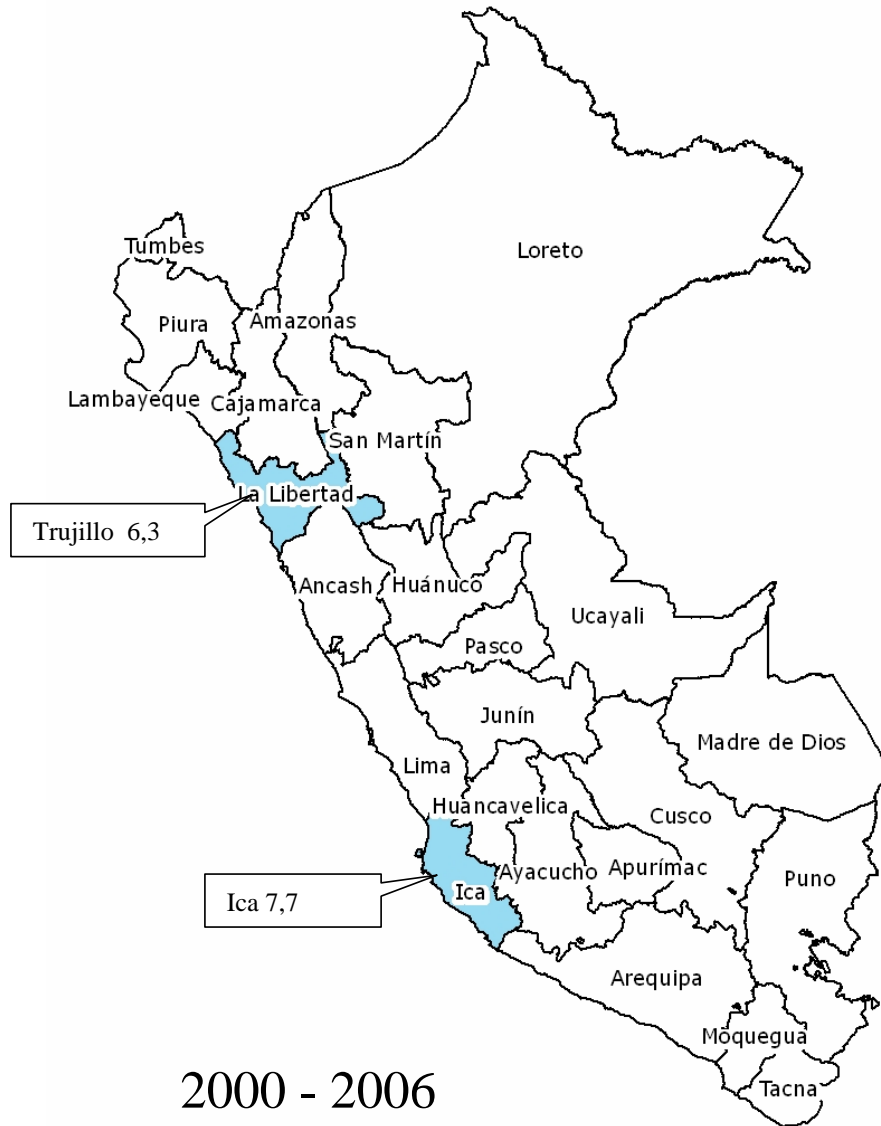 Loreto
Tumbes
Piura
Amazonas
Lambayeque
Cajamarca
San Martín
La Libertad
Trujillo 6,3
Ancash
Huánuco
Ucayali
Pasco
Junín
Madre de Dios
Lima
Huancavelica
Cusco
Ayacucho
Apurímac
Puno
Ica 7,7
Ica
Arequipa
Moquegua
Tacna
2000 - 2006